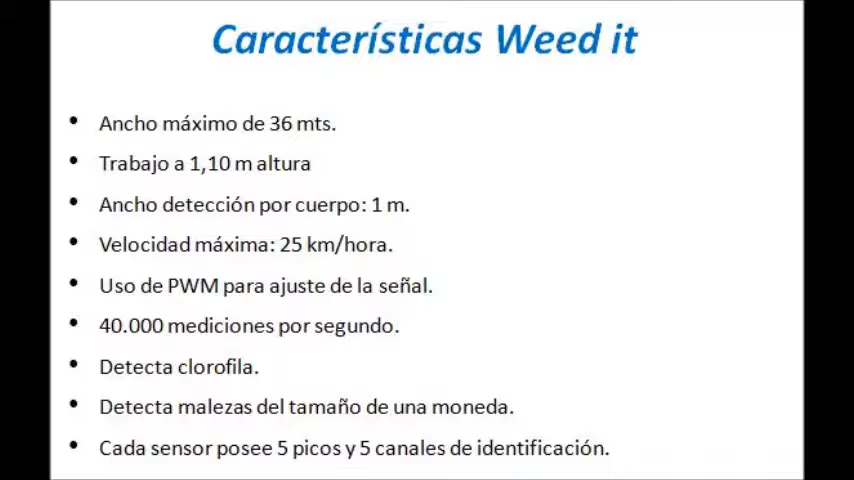 Características Weed it
• Ancho máximo de 36 mts.
• Trabajo a 1,10 m altura
• Ancho detección por cuerpo: 1 m.
• Velocidad máxima: 25 km/hora.
• Uso de PWM para ajuste de la señal.
• 40.000 mediciones por segundo.
• Detecta clorofila.
• Detecta malezas del tamaño de una moneda.
• Cada sensor posee 5 picos y 5 canales de identificación.